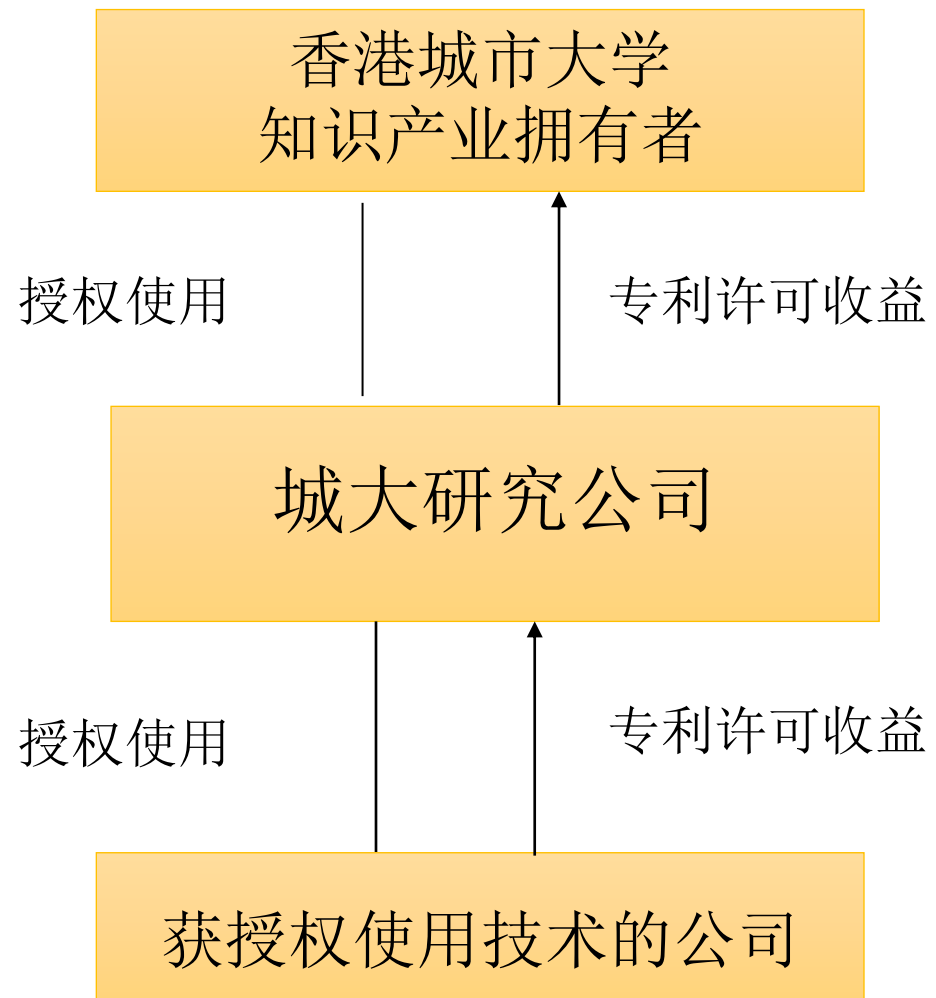 香港城市大学
知识产业拥有者
授权使用
专利许可收益
城大研究公司
授权使用
专利许可收益
获授权使用技术的公司